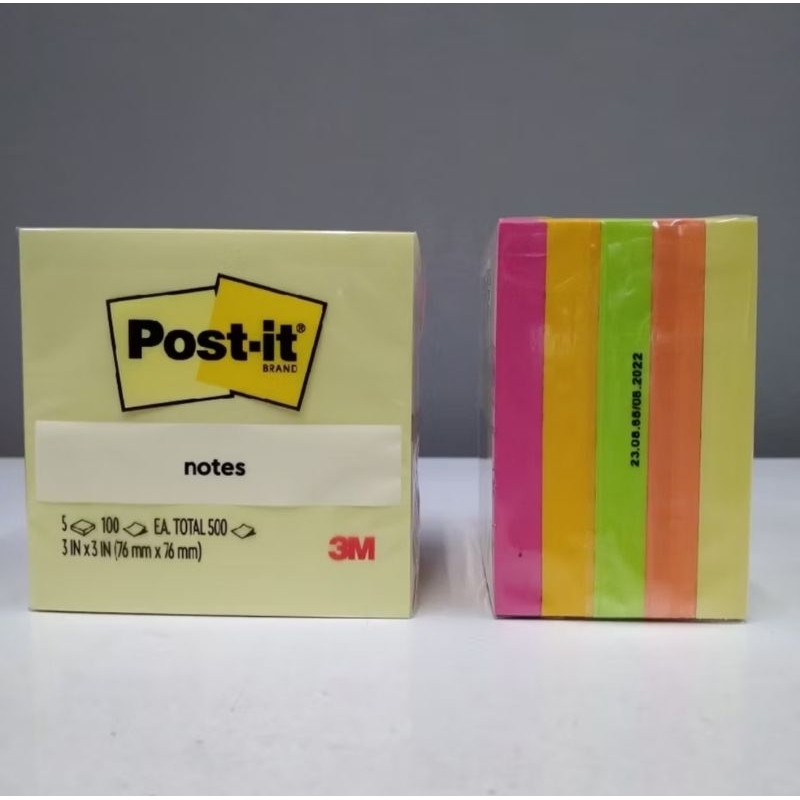 Post-it®
BRAND
notes
5 100 EA. TOTAL 500
3 IN x 3 IN (76 mm x 76 mm)
3M
23.08.65/08.2022